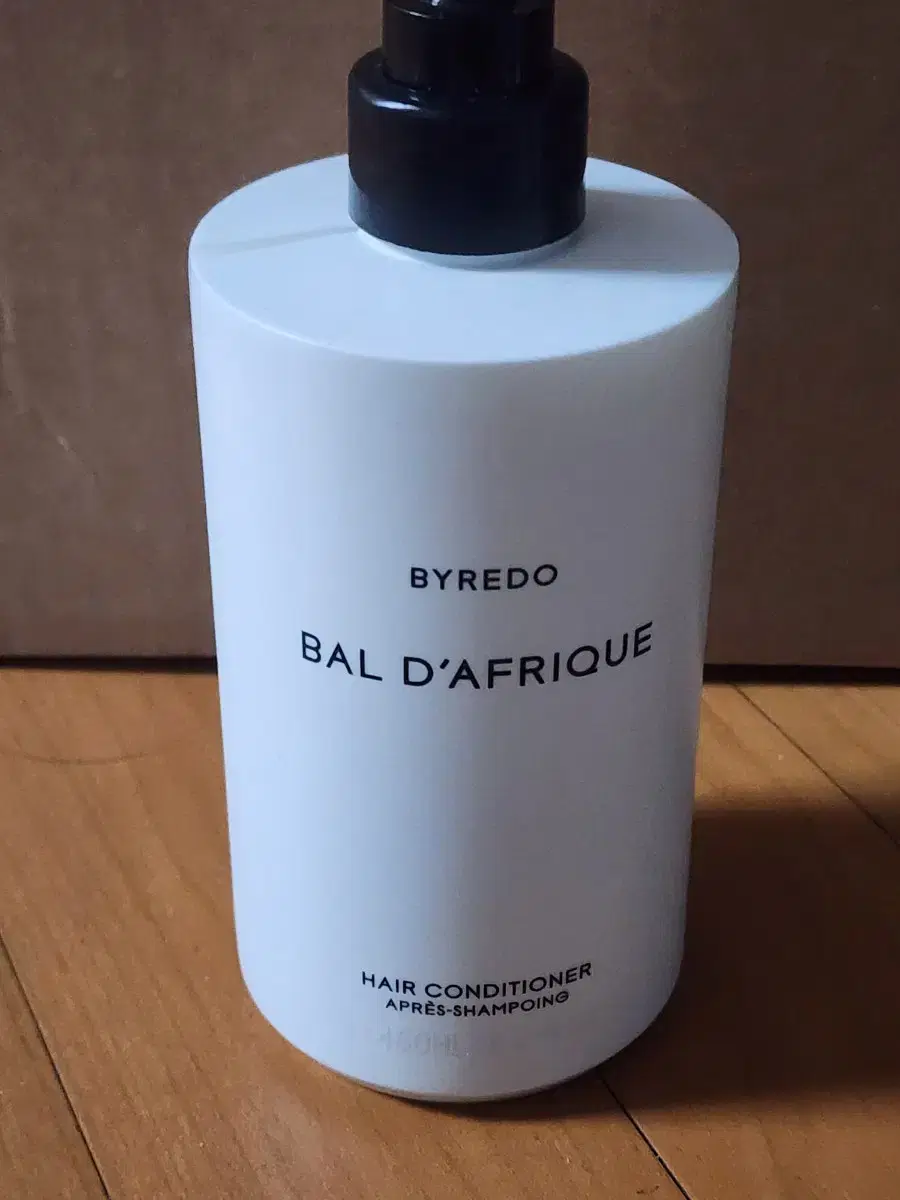 BYREDO
BAL D'AFRIQUE
HAIR CONDITIONER
APRÈS-SHAMPOING